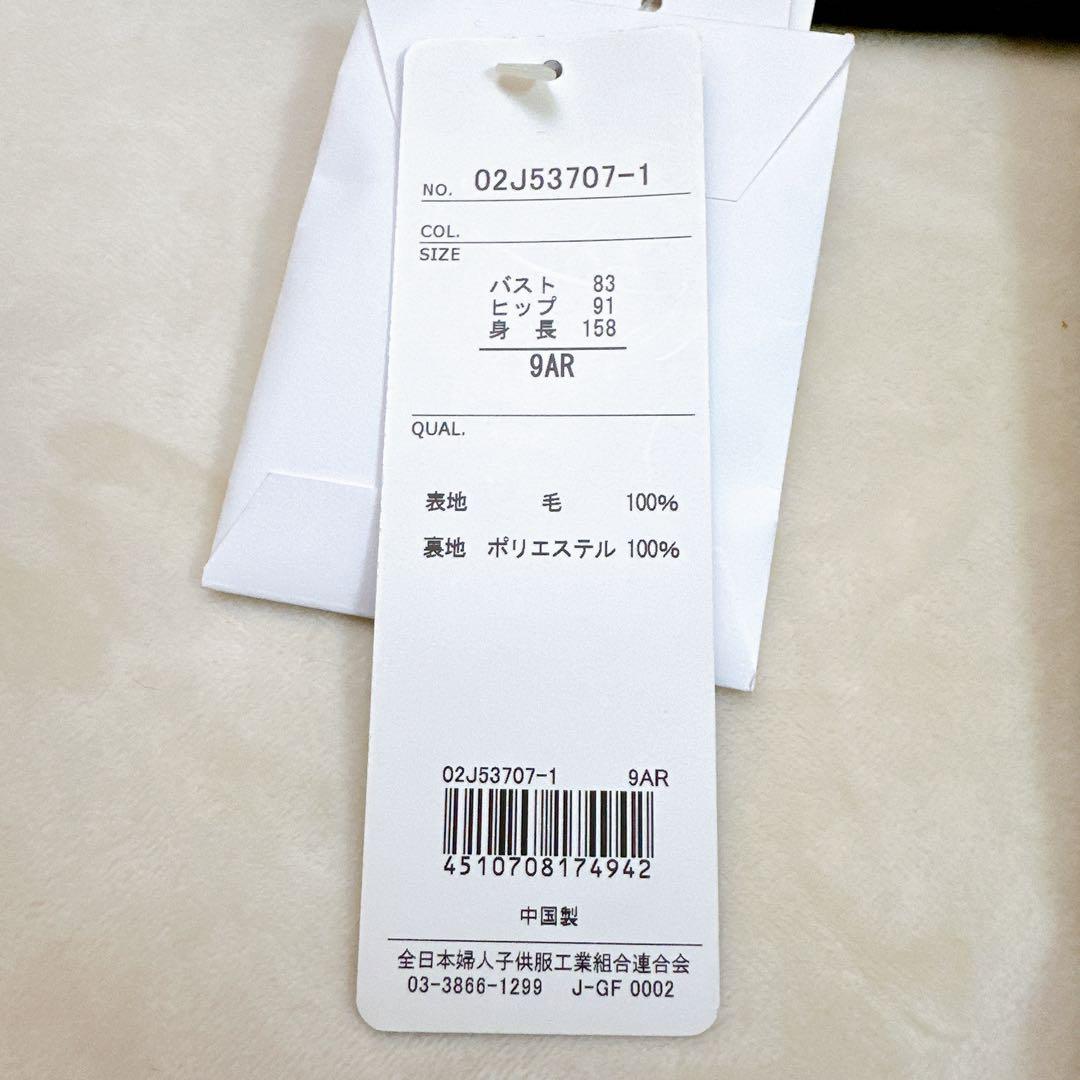 NO. 02J53707-1
COL.
SIZE
バスト 83
ヒップ 91
身 長 158
9AR
QUAL.
表地 毛 100%
裏地 ポリエステル 100%
02J53707-1 9AR
4510708174942
中国製
全日本婦人子供服工業組合連合会
03-3866-1299 J-GF 0002